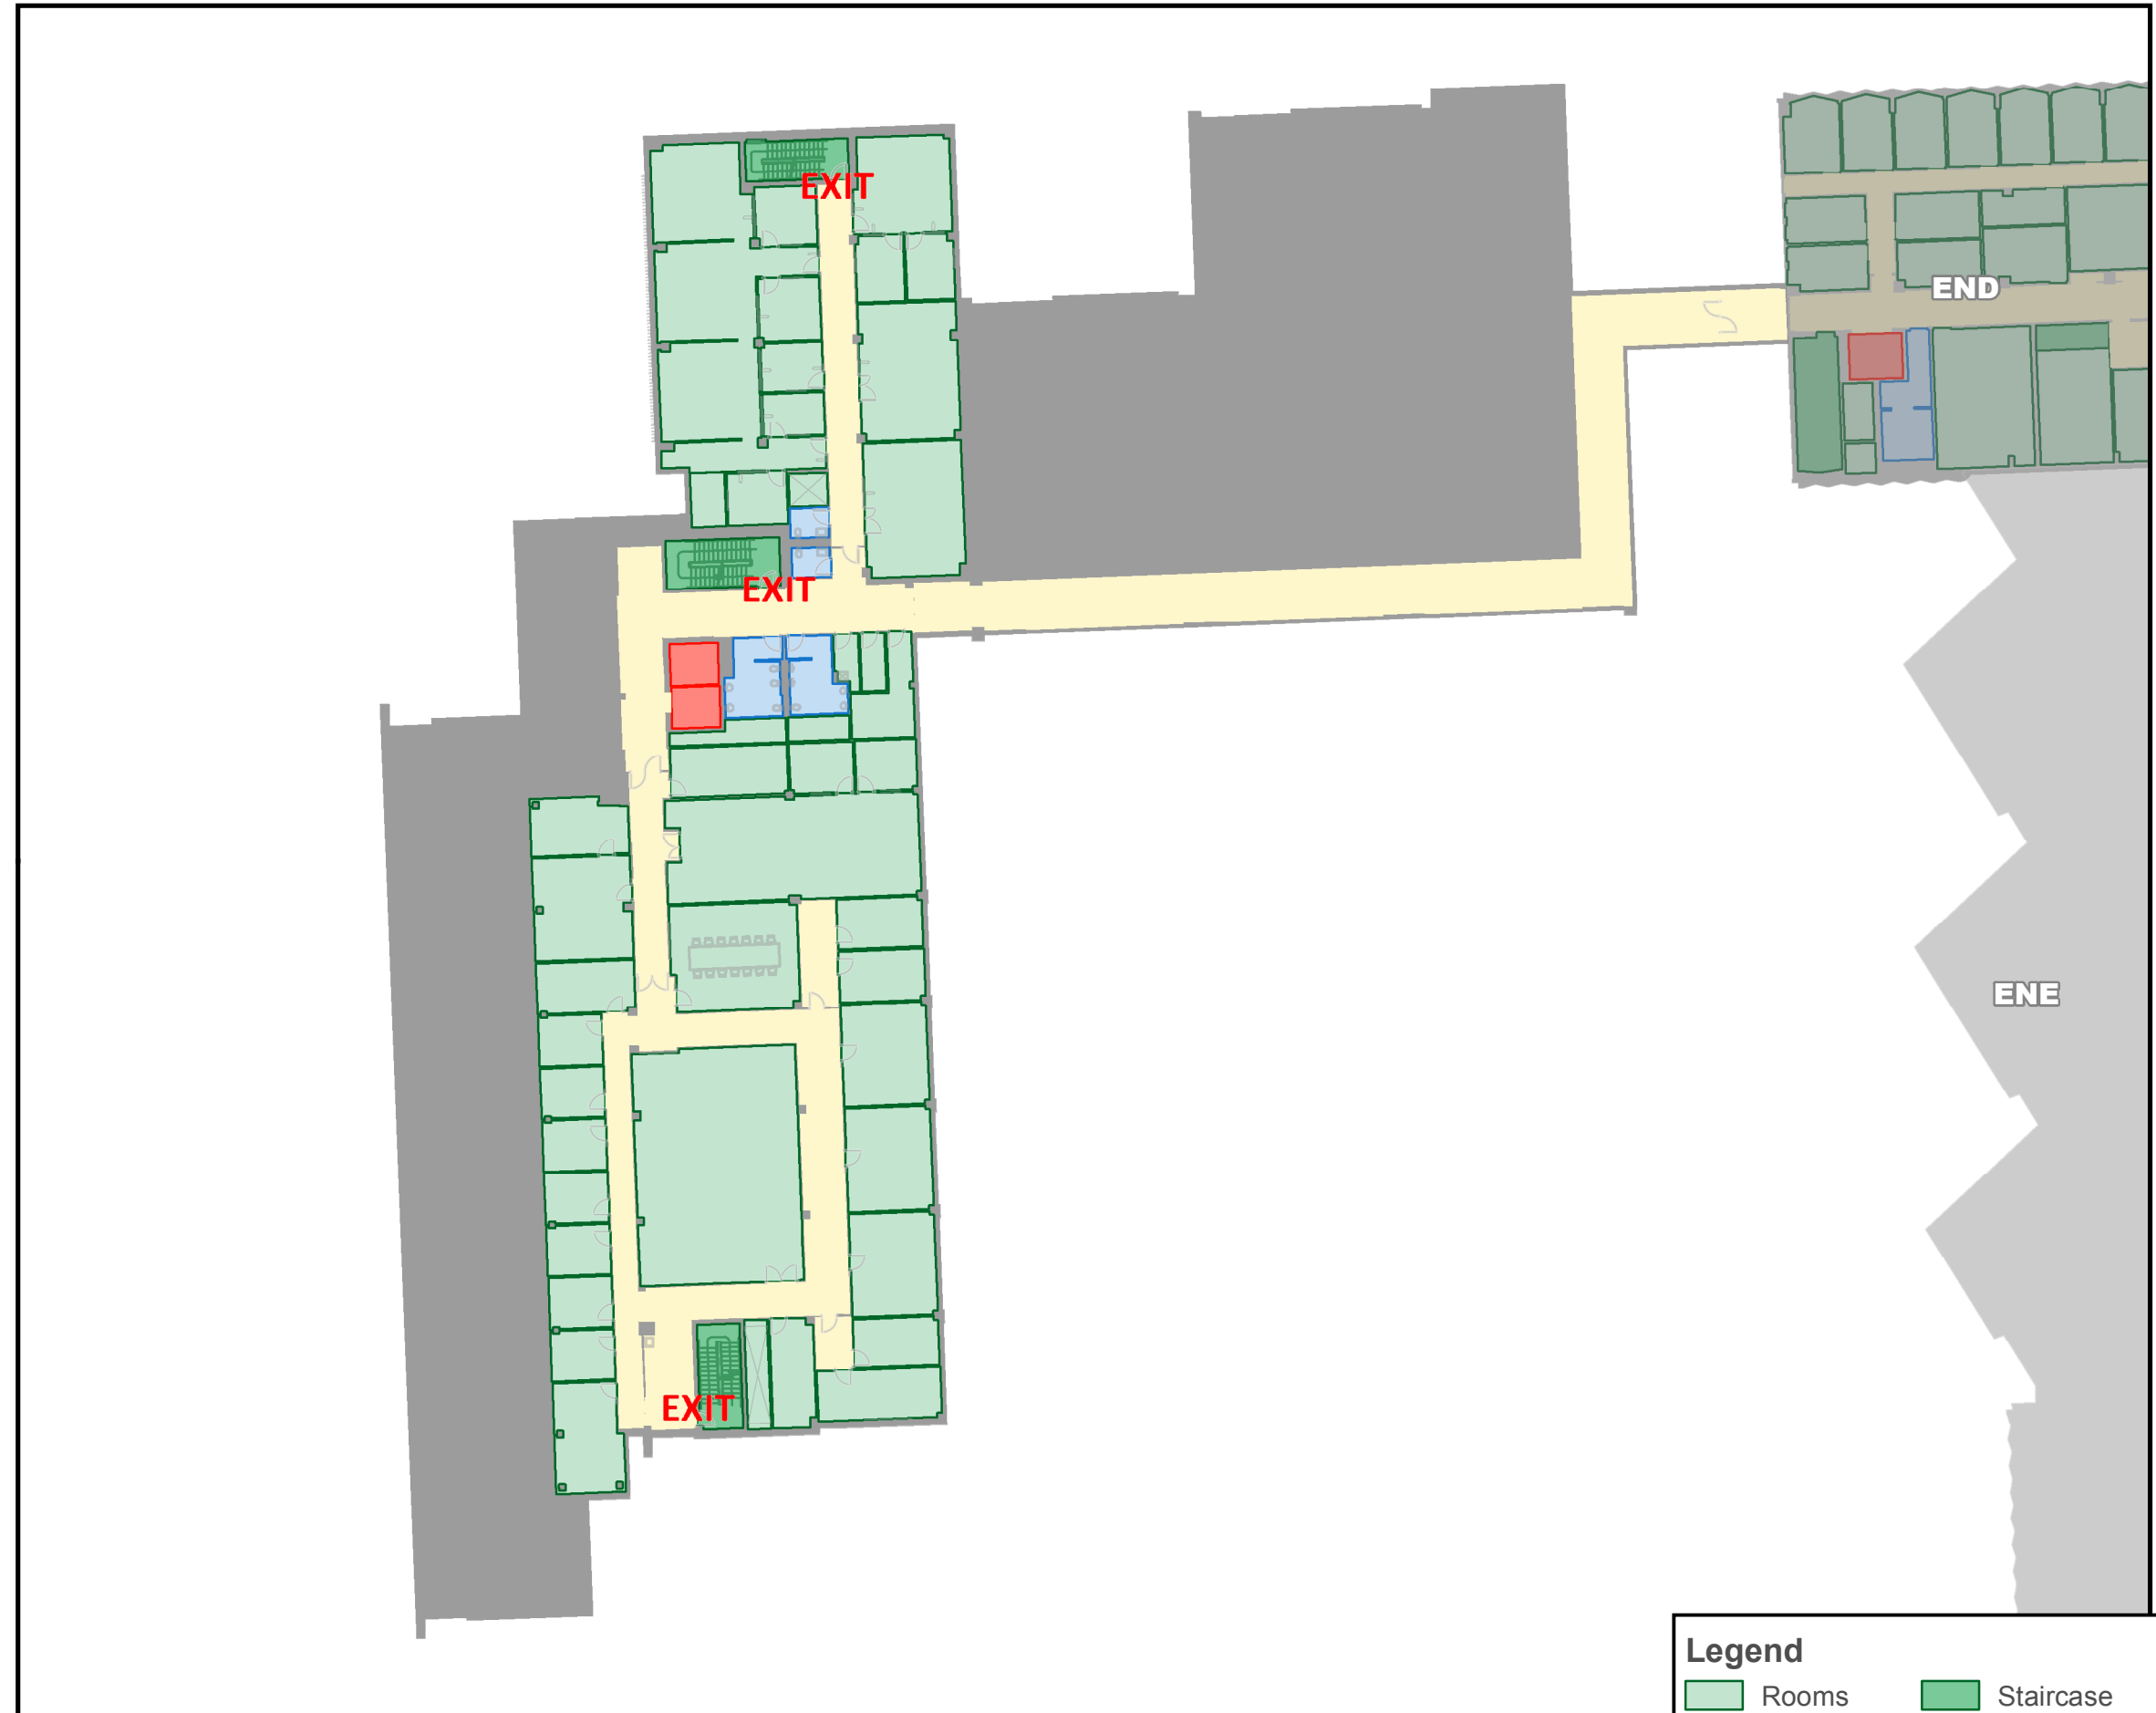 EXIT
END
EXIT
ENE
EXIT
Legend
Rooms
Staircase